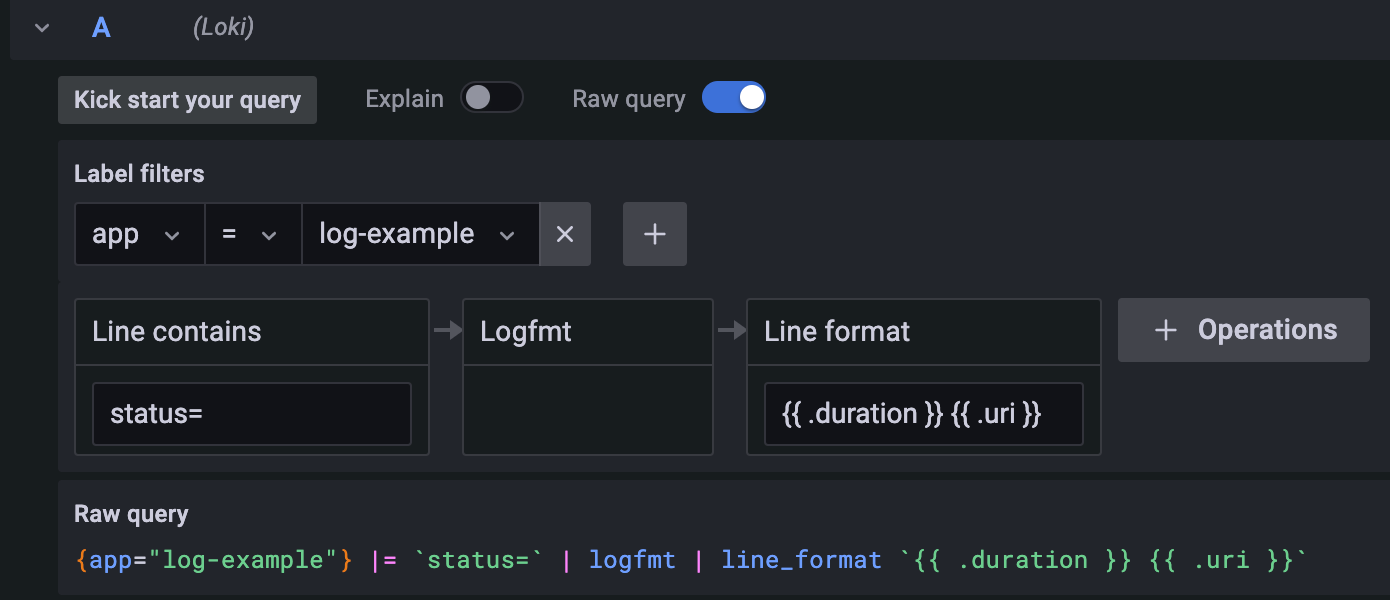 A (Loki)
Kick start your query Explain Raw query
Label filters
app = log-example × +
Line contains Logfmt Line format + Operations
status= {{ .duration }} {{ .uri }}
Raw query
{app="log-example"} |= `status=` | logfmt | line_format `{{ .duration }} {{ .uri }}`